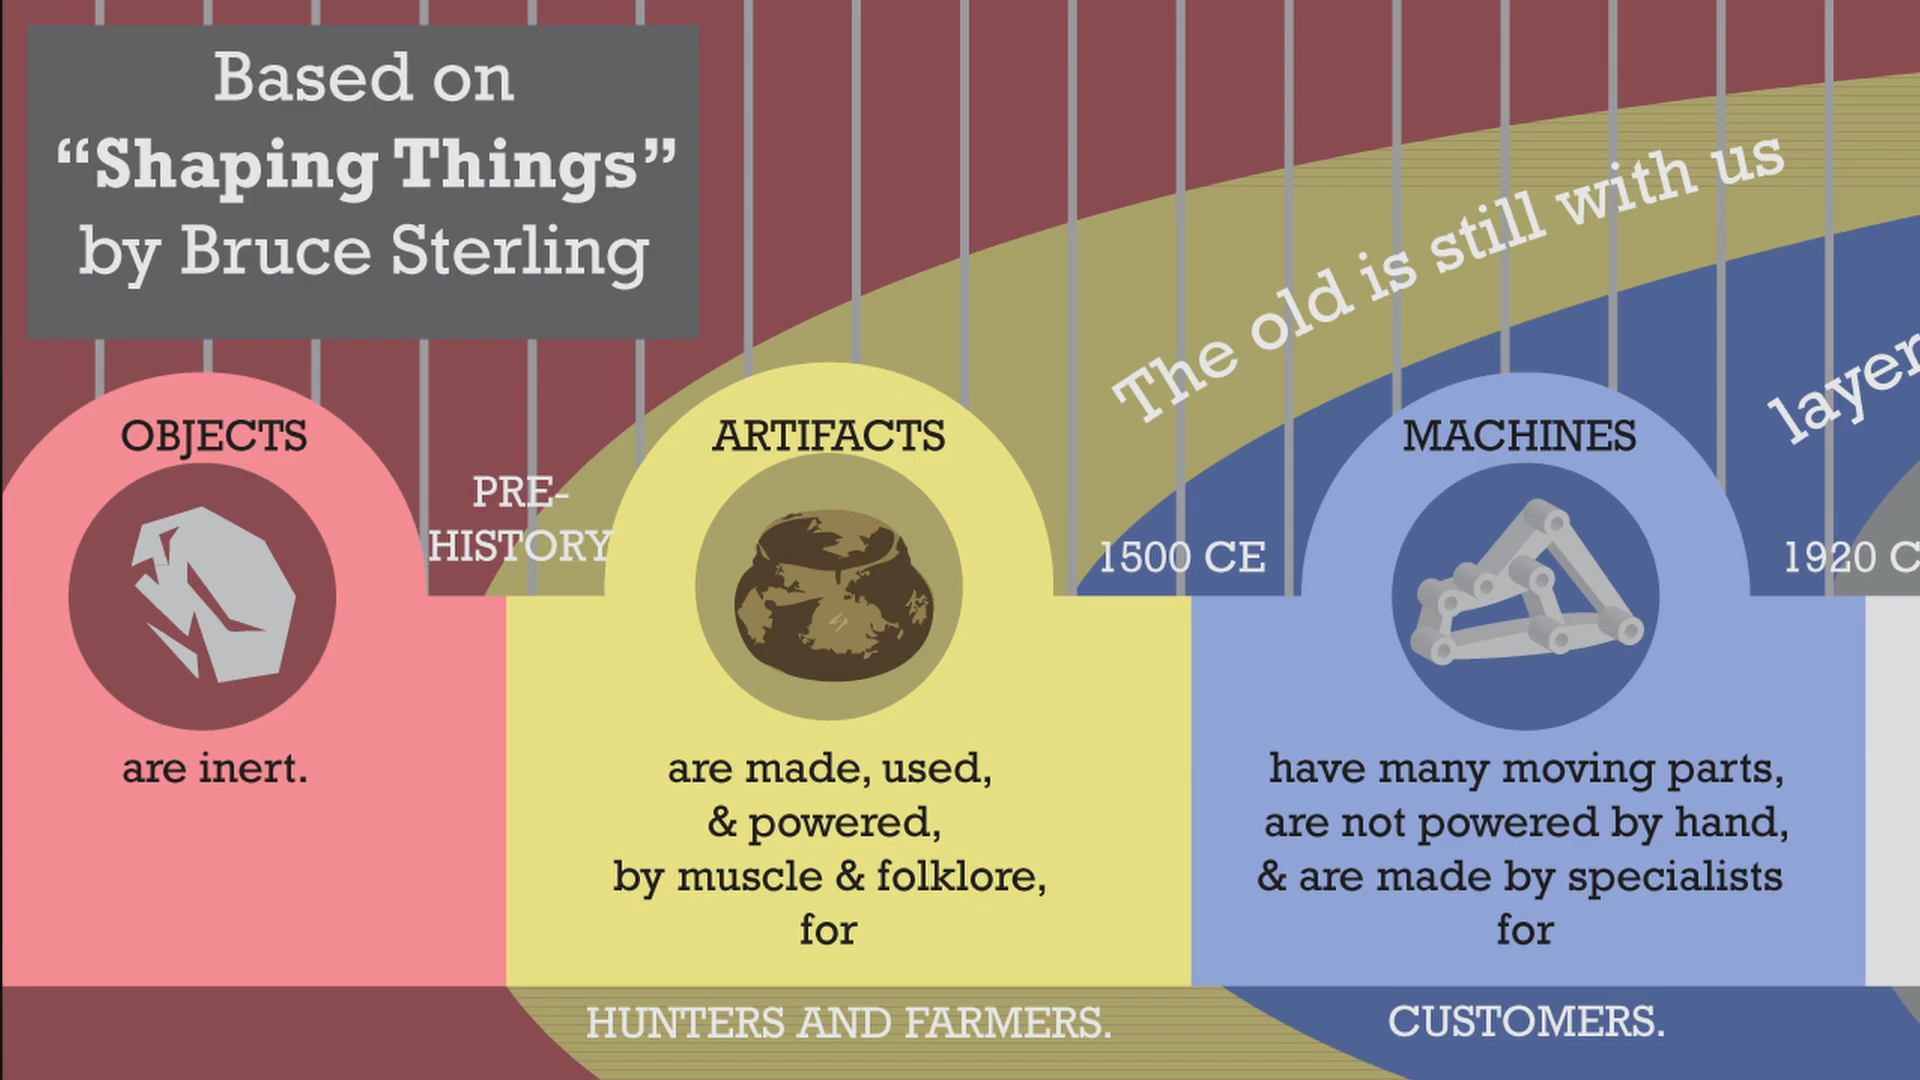 Based on
“Shaping Things”
by Bruce Sterling
The old is still with us
layer
OBJECTS
are inert.
PRE-
HISTORY
ARTIFACTS
are made, used,
& powered,
by muscle & folklore,
for
HUNTERS AND FARMERS.
1500 CE
MACHINES
have many moving parts,
are not powered by hand,
& are made by specialists
for
CUSTOMERS.
1920 C